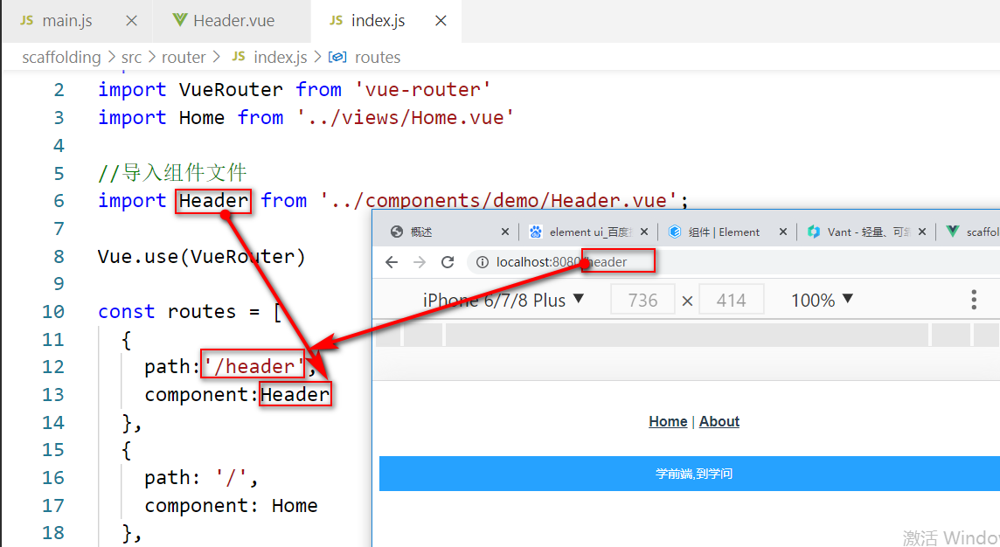 JS main.js × Header.vue JS index.js ×
scaffolding > src > router > JS index.js > routes
2 import VueRouter from 'vue-router'
3 import Home from '../views/Home.vue'
4
5 //导入组件文件
6 import Header from '../components/demo/Header.vue';
7
8 Vue.use(VueRouter)
9
10 const routes = [
11 {
12 path:'/header',
13 component:Header
14 },
15 {
16 path: '/',
17 component: Home
18 },
概述 × element ui_百度 × 组件 | Element × Vant - 轻量、可靠 × scaffol
localhost:8080/header
iPhone 6/7/8 Plus ▼ 736 × 414 100% ▼
Home | About
学前端,到学问
激活 Windo